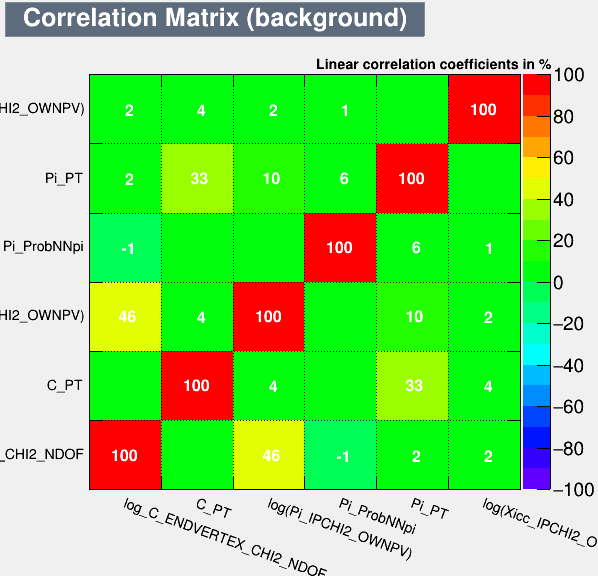 Correlation Matrix (background)
Linear correlation coefficients in %
HI2_OWNPV) 2 4 2 1 100
Pi_PT 2 33 10 6 100
Pi_ProbNNpi -1 100 6 1
HI2_OWNPV) 46 4 100 10 2
C_PT 100 4 33 4
_CHI2_NDOF 100 46 -1 2 2
100
80
60
40
20
0
−20
−40
−60
−80
−100
log_C_ENDVERTEX_CHI2_NDOF
C_PT
log(Pi_IPCHI2_OWNPV)
Pi_ProbNNpi
Pi_PT
log(Xicc_IPCHI2_O